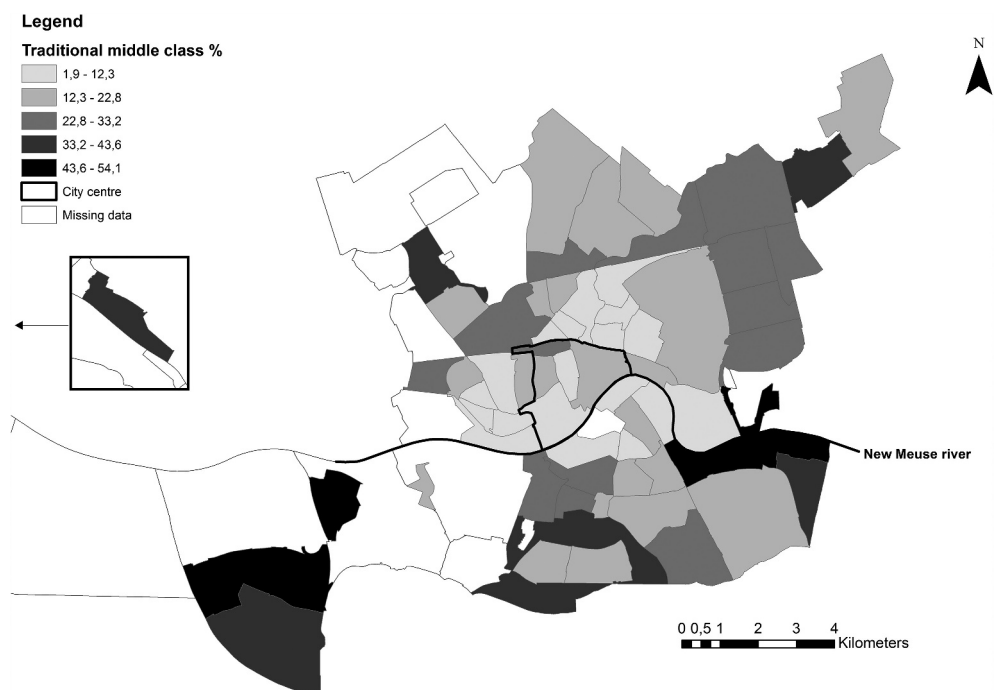 Legend
Traditional middle class %
1,9 - 12,3
12,3 - 22,8
22,8 - 33,2
33,2 - 43,6
43,6 - 54,1
City centre
Missing data
N
New Meuse river
0 0,5 1 2 3 4
Kilometers